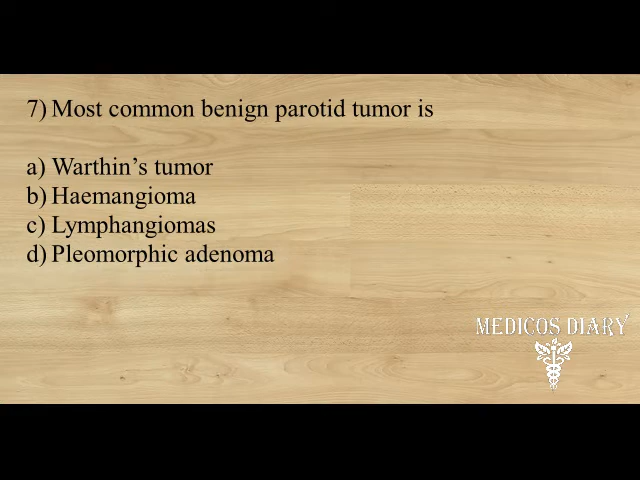 7) Most common benign parotid tumor is
a) Warthin’s tumor
b) Haemangioma
c) Lymphangiomas
d) Pleomorphic adenoma
MEDICOS DIARY